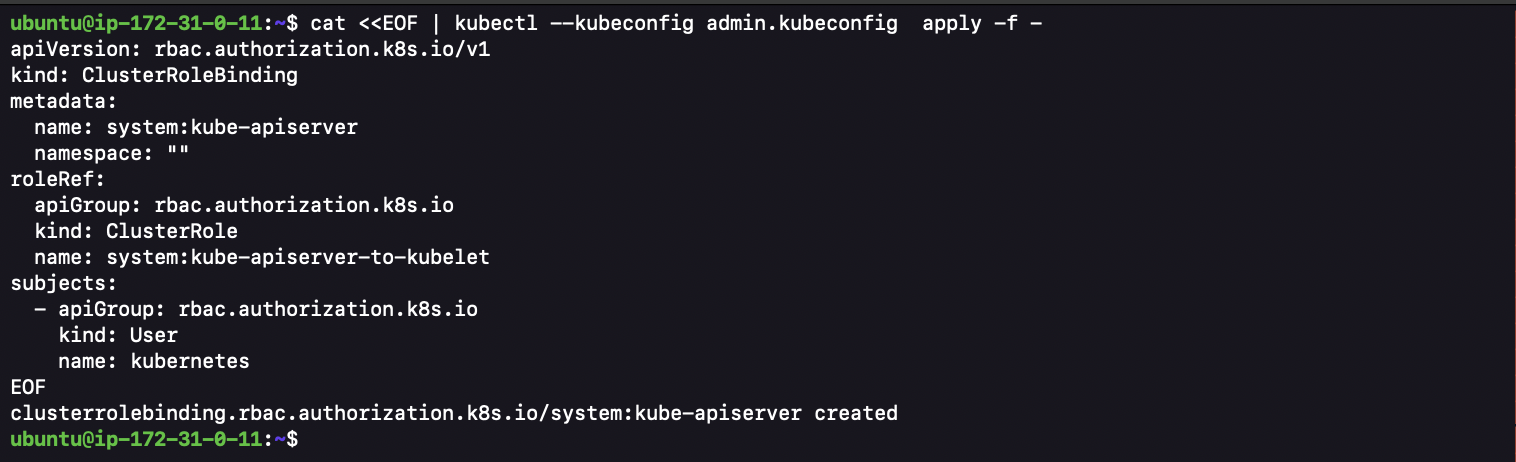 ubuntu@ip-172-31-0-11:~$ cat <<EOF | kubectl --kubeconfig admin.kubeconfig  apply -f -
apiVersion: rbac.authorization.k8s.io/v1
kind: ClusterRoleBinding
metadata:
  name: system:kube-apiserver
  namespace: ""
roleRef:
  apiGroup: rbac.authorization.k8s.io
  kind: ClusterRole
  name: system:kube-apiserver-to-kubelet
subjects:
  - apiGroup: rbac.authorization.k8s.io
    kind: User
    name: kubernetes
EOF
clusterrolebinding.rbac.authorization.k8s.io/system:kube-apiserver created
ubuntu@ip-172-31-0-11:~$